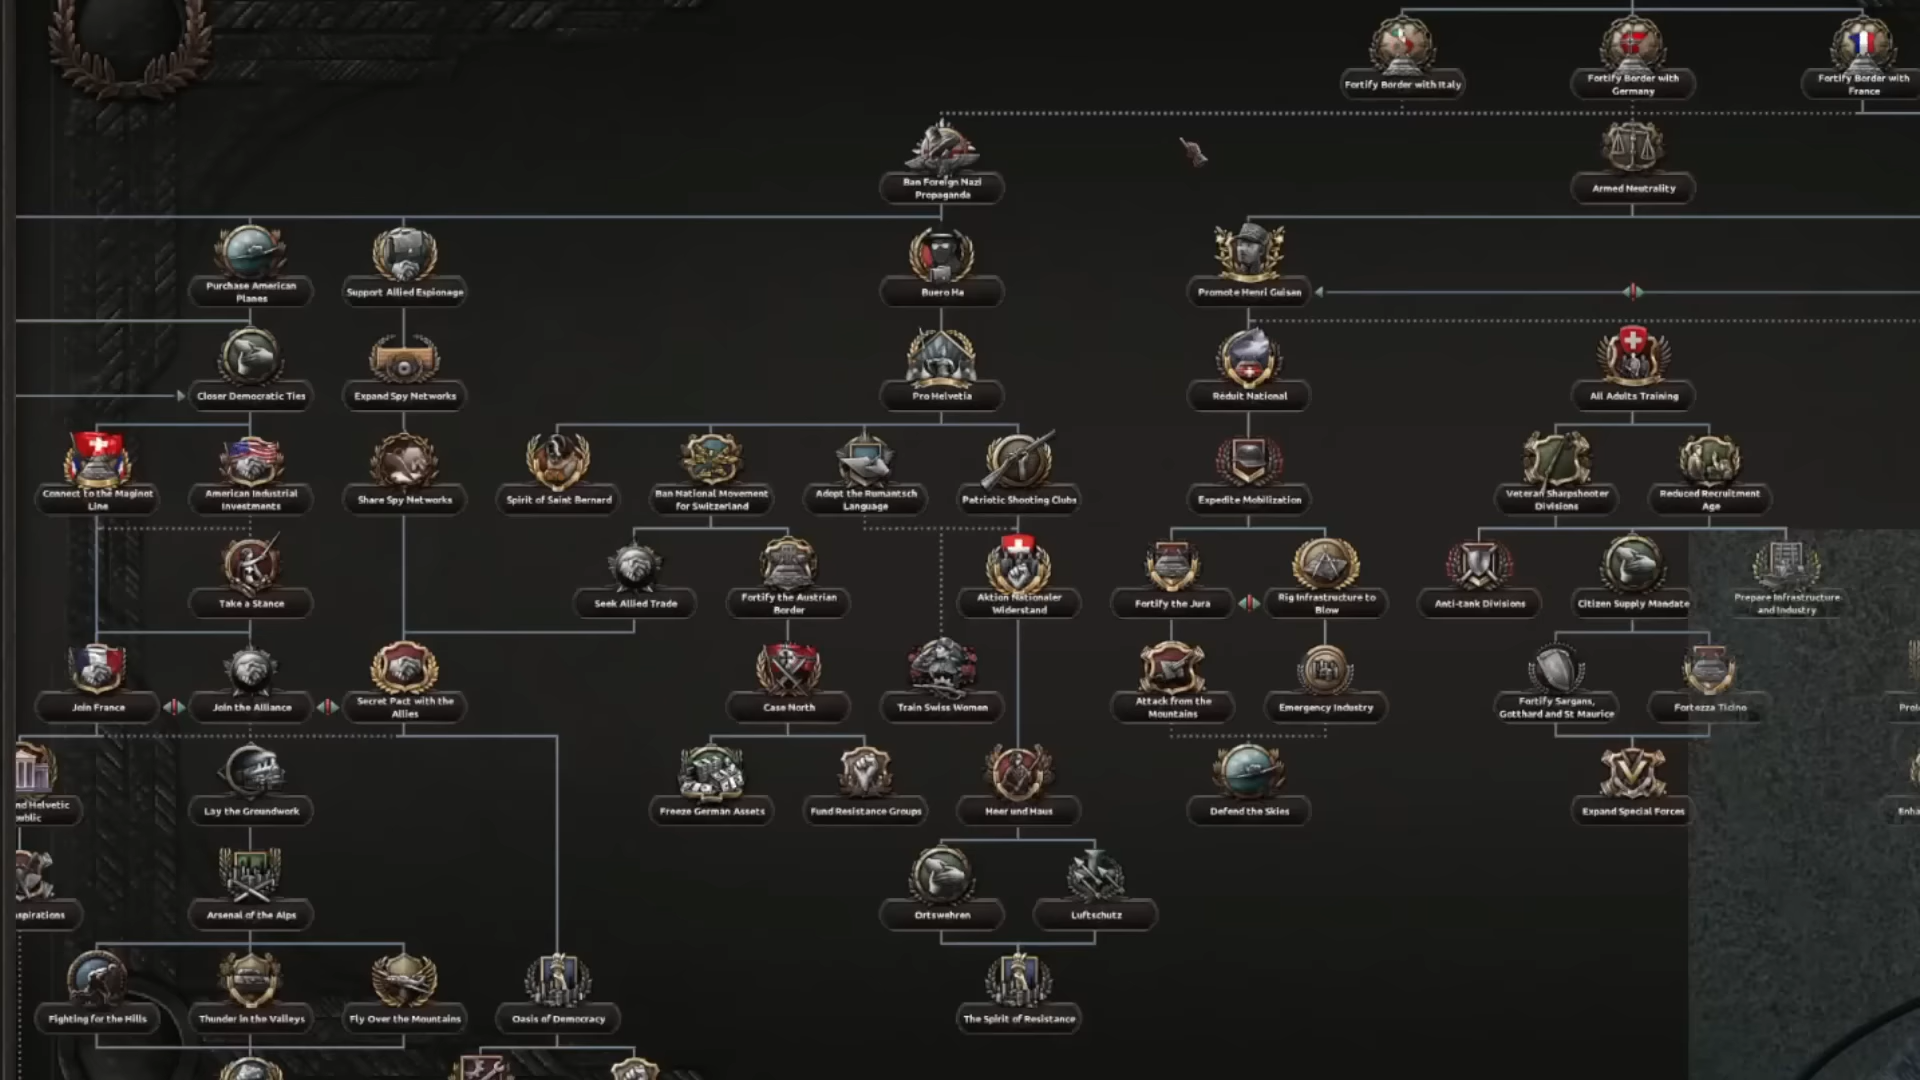 Fortify Border with Italy
Fortify Border with
Germany
Fortify Border with
France
Ban Foreign Nazi
Propaganda
Armed Neutrality
Purchase American
Planes
Support Allied Espionage
Buero Ha
Promote Henri Guisan
Closer Democratic Ties
Expand Spy Networks
Pro Helvetia
Réduit National
All Adults Training
Connect to the Maginot
Line
American Industrial
Investments
Share Spy Networks
Spirit of Saint Bernard
Ban National Movement
for Switzerland
Adopt the Rumantsch
Language
Patriotic Shooting Clubs
Expedite Mobilization
Veteran Sharpshooter
Divisions
Reduced Recruitment
Age
Take a Stance
Seek Allied Trade
Fortify the Austrian
Border
Aktion Nationaler
Widerstand
Fortify the Jura
Rig Infrastructure to
Blow
Anti-tank Divisions
Citizen Supply Mandate
Prepare Infrastructure
and Industry
Join France
Join the Alliance
Secret Pact with the
Allies
Case North
Train Swiss Women
Attack from the
Mountains
Emergency Industry
Fortify Sargans,
Gotthard and St Maurice
Fortezza Ticino
nd Helvetic
public
Lay the Groundwork
Freeze German Assets
Fund Resistance Groups
Heer und Haus
Defend the Skies
Expand Special Forces
Enha
spirations
Arsenal of the Alps
Ortswehren
Luftschutz
Fighting for the Hills
Thunder in the Valleys
Fly Over the Mountains
Oasis of Democracy
The Spirit of Resistance